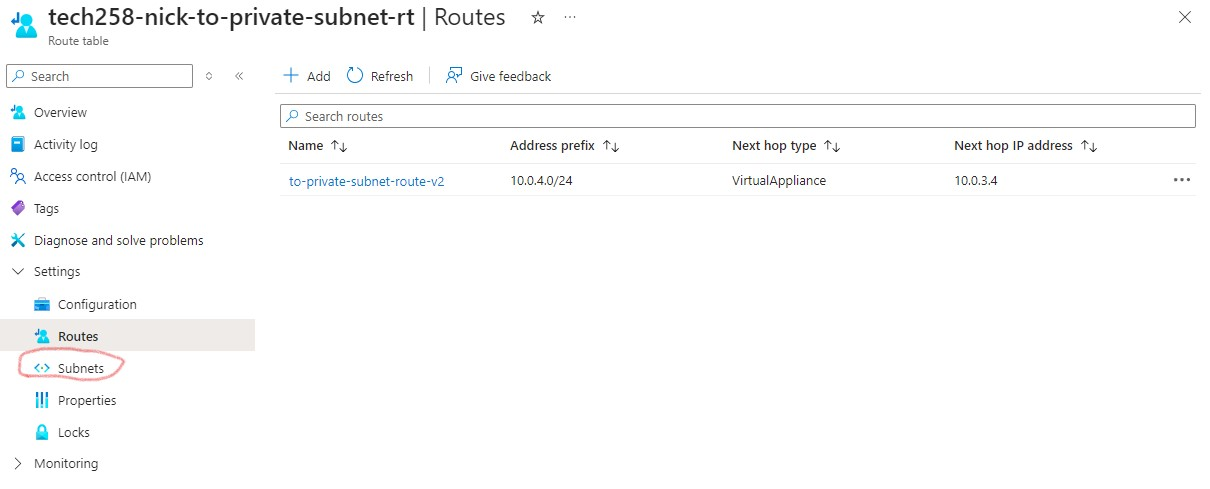 tech258-nick-to-private-subnet-rt | Routes
Route table
Search
Add
Refresh
Give feedback
Overview
Activity log
Access control (IAM)
Tags
Diagnose and solve problems
Settings
Configuration
Routes
Subnets
Properties
Locks
Monitoring
Search routes
Name Address prefix Next hop type Next hop IP address
to-private-subnet-route-v2 10.0.4.0/24 VirtualAppliance 10.0.3.4